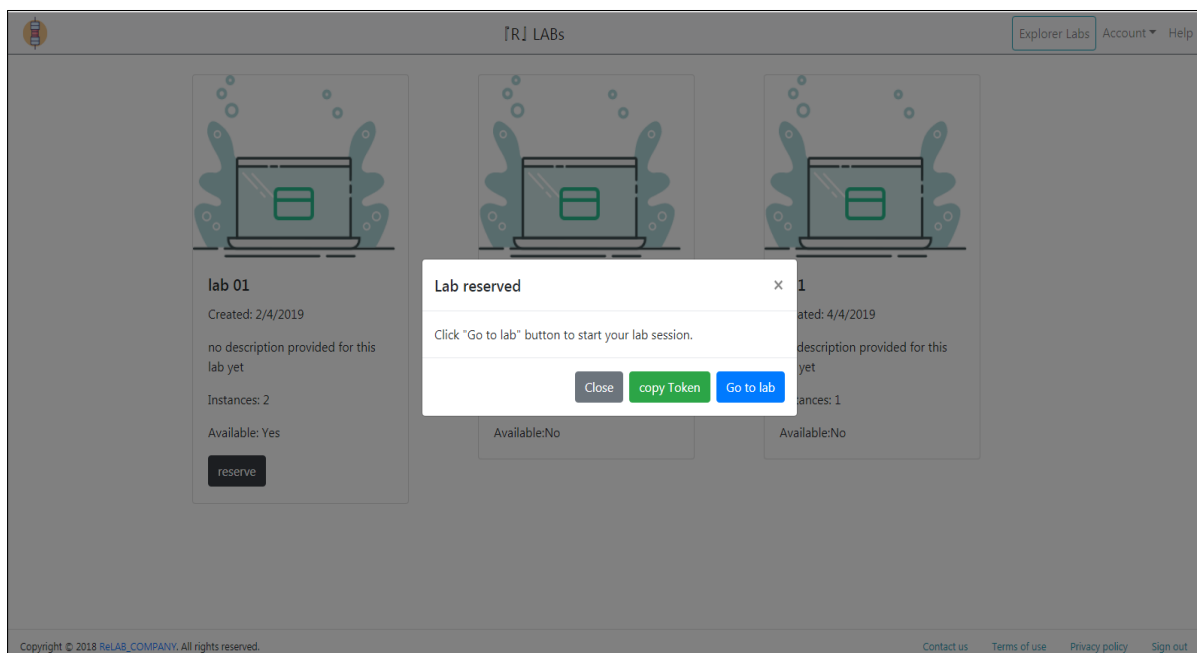 『R』 LABs
Explorer Labs Account Help
lab 01
Created: 2/4/2019
no description provided for this
lab yet
Instances: 2
Available: Yes
reserve
Lab reserved
×
Click "Go to lab" button to start your lab session.
Close copy Token Go to lab
Available:No
1
ated: 4/4/2019
description provided for this
yet
ances: 1
Available:No
Copyright © 2018 ReLAB_COMPANY. All rights reserved.
Contact us Terms of use Privacy policy Sign out